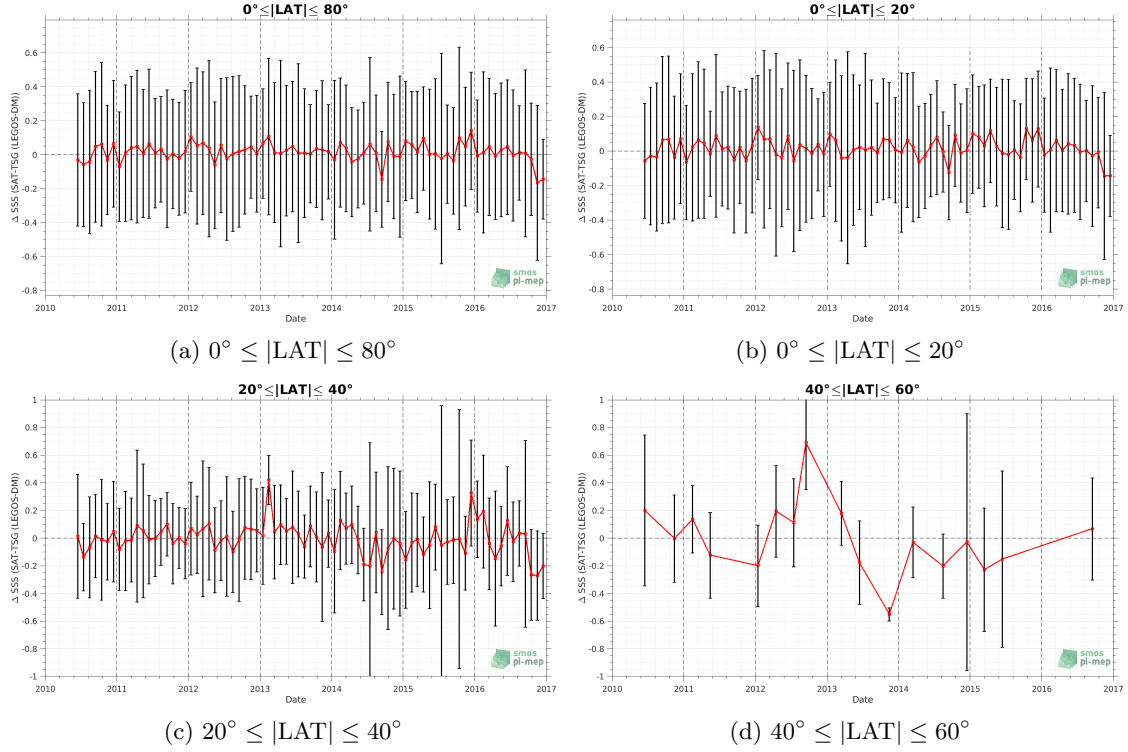 0°≤|LAT|≤ 80°
Δ SSS (SAT-TSG (LEGOS-DM))
0.6
0.4
0.2
0
-0.2
-0.4
-0.6
-0.8
2010 2011 2012 2013 2014 2015 2016 2017
Date
smos
pi-mep
(a) 0° ≤ |LAT| ≤ 80°
0°≤|LAT|≤ 20°
Δ SSS (SAT-TSG (LEGOS-DM))
0.6
0.4
0.2
0
-0.2
-0.4
-0.6
-0.8
2010 2011 2012 2013 2014 2015 2016 2017
Date
smos
pi-mep
(b) 0° ≤ |LAT| ≤ 20°
20°≤|LAT|≤ 40°
Δ SSS (SAT-TSG (LEGOS-DM))
1
0.8
0.6
0.4
0.2
0
-0.2
-0.4
-0.6
-0.8
-1
2010 2011 2012 2013 2014 2015 2016 2017
Date
smos
pi-mep
(c) 20° ≤ |LAT| ≤ 40°
40°≤|LAT|≤ 60°
Δ SSS (SAT-TSG (LEGOS-DM))
1
0.8
0.6
0.4
0.2
0
-0.2
-0.4
-0.6
-0.8
-1
2010 2011 2012 2013 2014 2015 2016 2017
Date
smos
pi-mep
(d) 40° ≤ |LAT| ≤ 60°